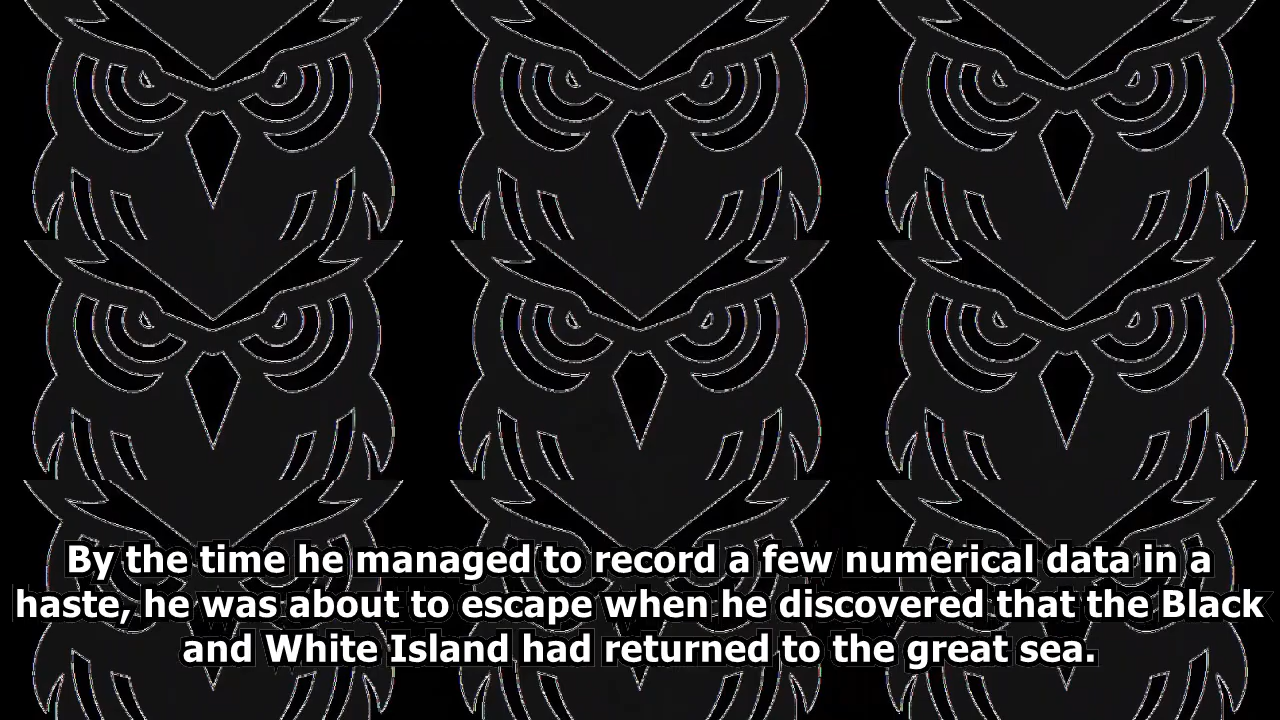 By the time he managed to record a few numerical data in a
haste, he was about to escape when he discovered that the Black
and White Island had returned to the great sea.